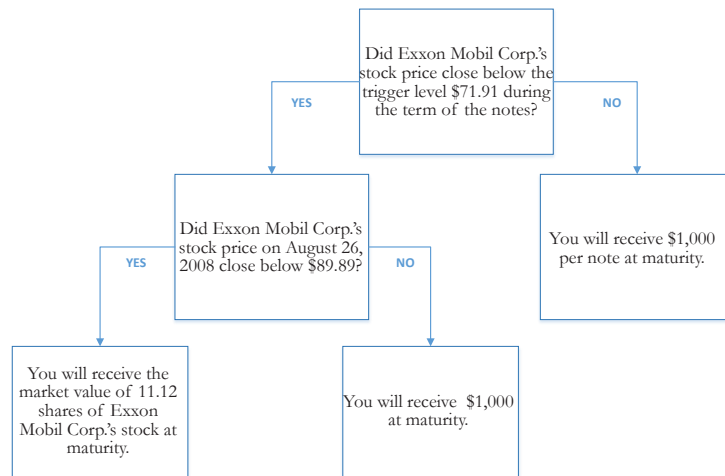 Did Exxon Mobil Corp.'s
stock price close below the
trigger level $71.91 during
the term of the notes?
YES
NO
Did Exxon Mobil Corp.'s
stock price on August 26,
2008 close below $89.89?
You will receive $1,000
per note at maturity.
YES
NO
You will receive the
market value of 11.12
shares of Exxon
Mobil Corp.'s stock at
maturity.
You will receive $1,000
at maturity.